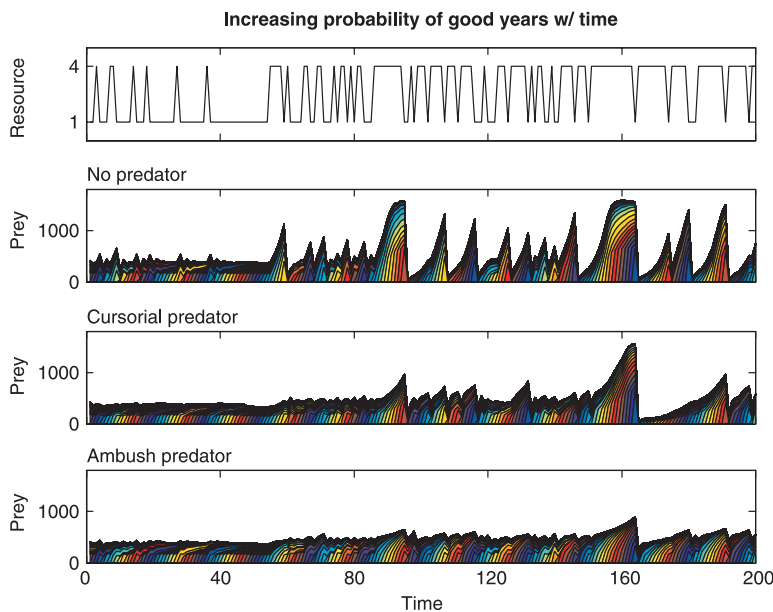 Increasing probability of good years w/ time
Resource
4
1
No predator
Prey
1000
0
Cursorial predator
Prey
1000
0
Ambush predator
Prey
1000
0
0 40 80 120 160 200
Time